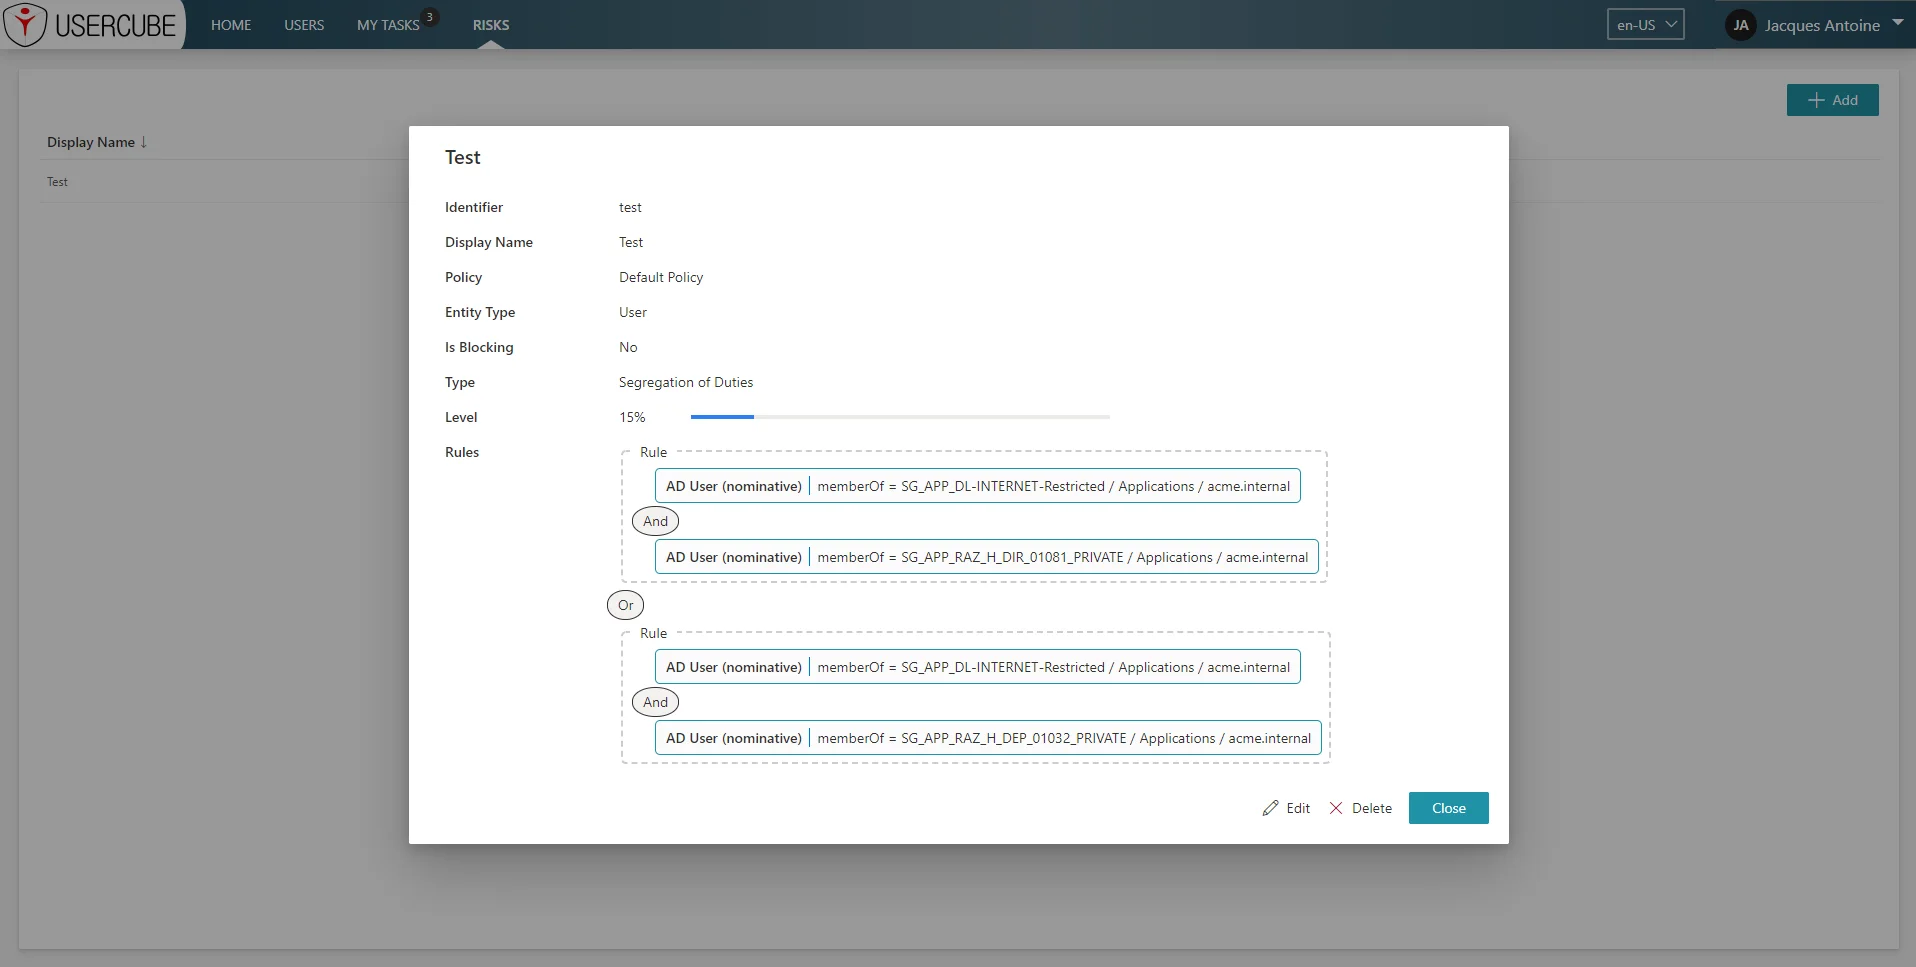 USERCUBE HOME USERS MY TASKS 3 RISKS en-US JA Jacques Antoine
Add
Display Name ↓
Test
Test
Identifier test
Display Name Test
Policy Default Policy
Entity Type User
Is Blocking No
Type Segregation of Duties
Level 15%
Rules Rule
AD User (nominative) memberOf = SG_APP_DL-INTERNET-Restricted / Applications / acme.internal
And
AD User (nominative) memberOf = SG_APP_RAZ_H_DIR_01081_PRIVATE / Applications / acme.internal
Or
Rule
AD User (nominative) memberOf = SG_APP_DL-INTERNET-Restricted / Applications / acme.internal
And
AD User (nominative) memberOf = SG_APP_RAZ_H_DEP_01032_PRIVATE / Applications / acme.internal
Edit Delete Close